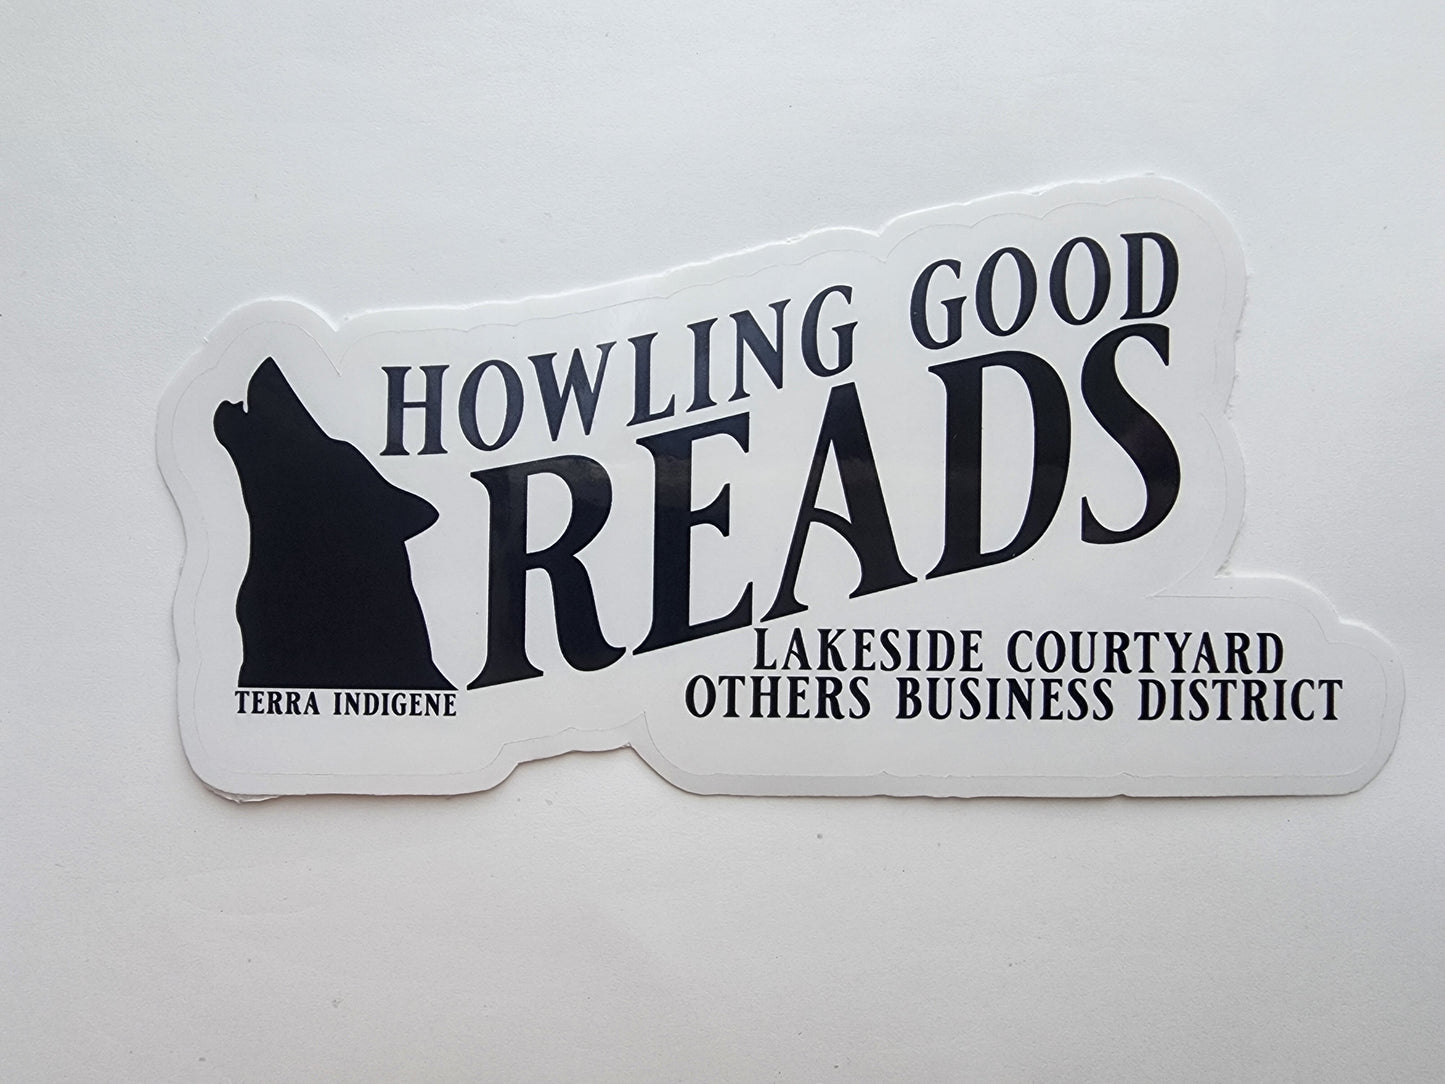 HOWLING GOOD
READS
TERRA INDIGENE
LAKESIDE COURTYARD
OTHERS BUSINESS DISTRICT